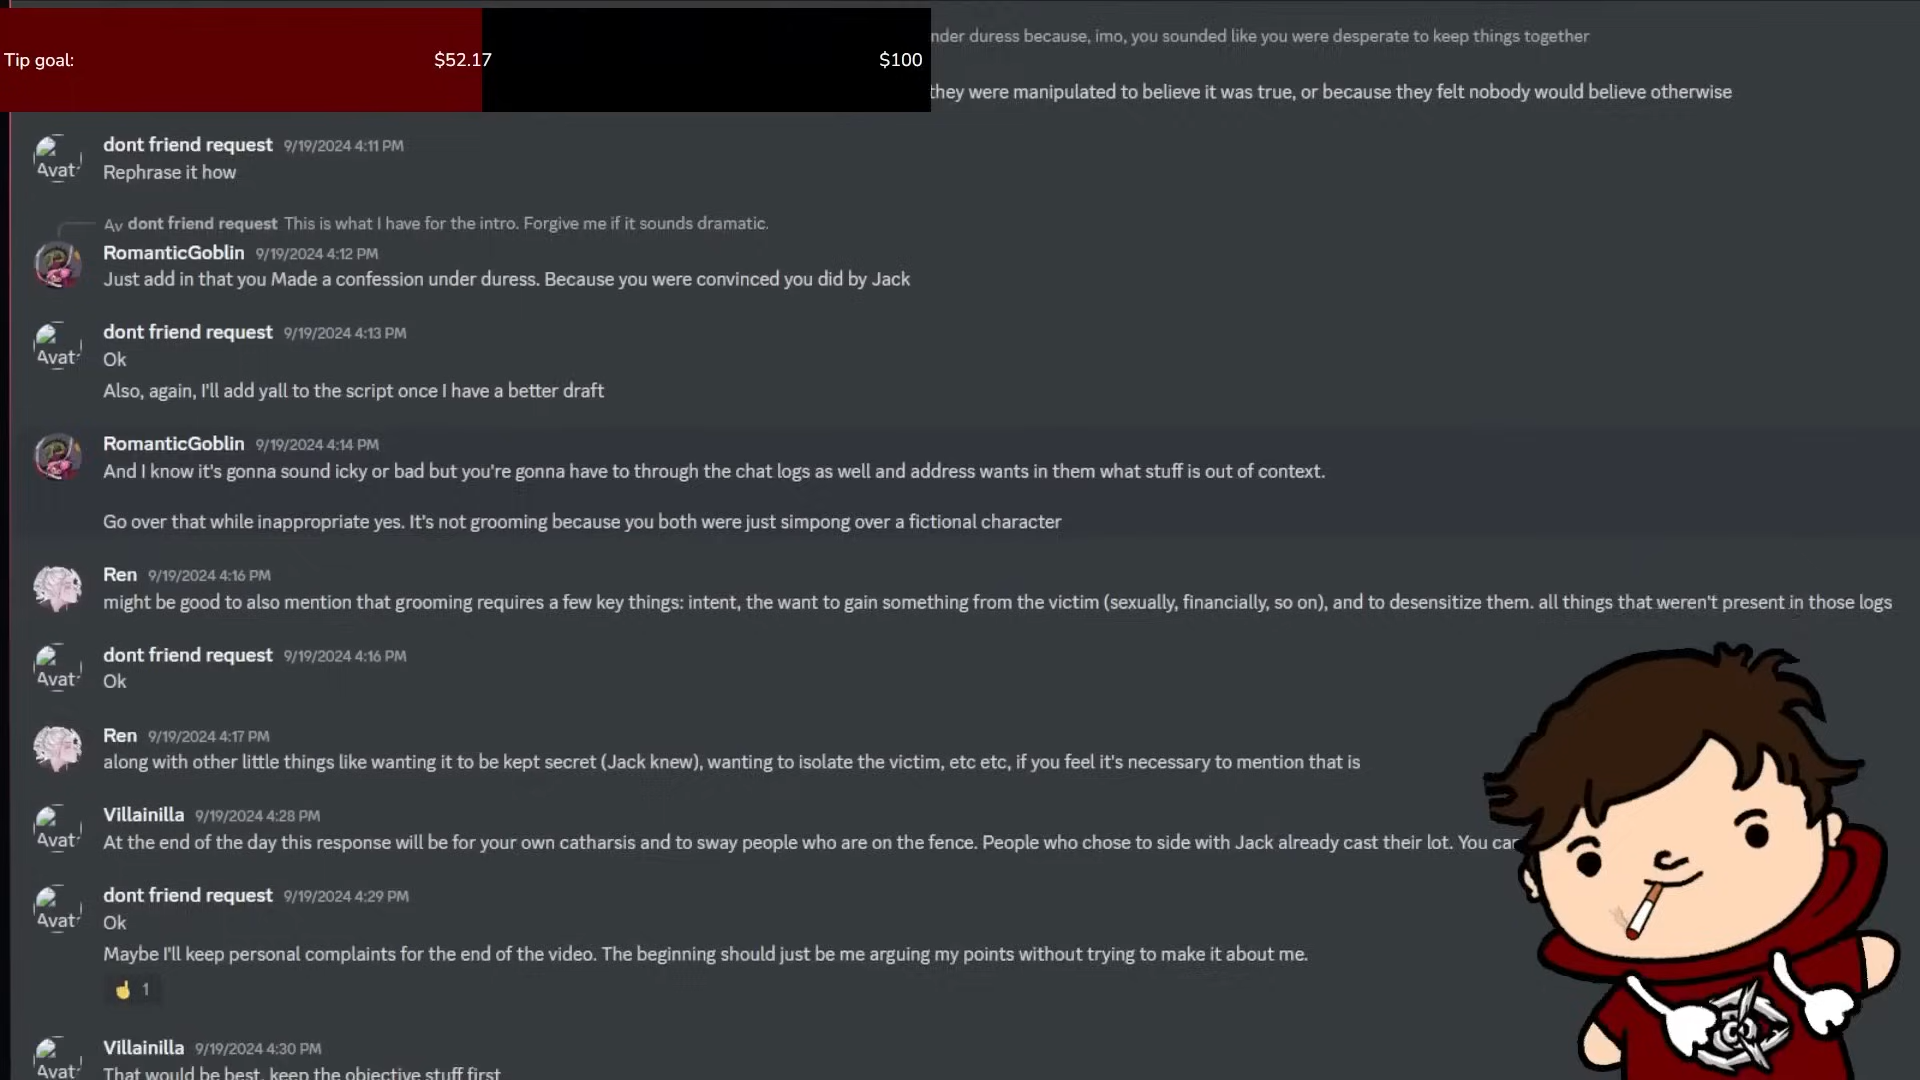 Tip goal: $52.17 $100
nder duress because, imo, you sounded like you were desperate to keep things together
they were manipulated to believe it was true, or because they felt nobody would believe otherwise
dont friend request 9/19/2024 4:11 PM
Avat
Rephrase it how
Av dont friend request This is what I have for the intro. Forgive me if it sounds dramatic.
RomanticGoblin 9/19/2024 4:12 PM
Just add in that you Made a confession under duress. Because you were convinced you did by Jack
dont friend request 9/19/2024 4:13 PM
Avat
Ok
Also, again, I'll add yall to the script once I have a better draft
RomanticGoblin 9/19/2024 4:14 PM
And I know it's gonna sound icky or bad but you're gonna have to through the chat logs as well and address wants in them what stuff is out of context.
Go over that while inappropriate yes. It's not grooming because you both were just simpong over a fictional character
Ren 9/19/2024 4:16 PM
might be good to also mention that grooming requires a few key things: intent, the want to gain something from the victim (sexually, financially, so on), and to desensitize them. all things that weren't present in those logs
dont friend request 9/19/2024 4:16 PM
Avat
Ok
Ren 9/19/2024 4:17 PM
along with other little things like wanting it to be kept secret (Jack knew), wanting to isolate the victim, etc etc, if you feel it's necessary to mention that is
Villainilla 9/19/2024 4:28 PM
Avat
At the end of the day this response will be for your own catharsis and to sway people who are on the fence. People who chose to side with Jack already cast their lot. You
dont friend request 9/19/2024 4:29 PM
Avat
Ok
Maybe I'll keep personal complaints for the end of the video. The beginning should just be me arguing my points without trying to make it about me.
1
Villainilla 9/19/2024 4:30 PM
Avat
That would be best, keep the objective stuff first